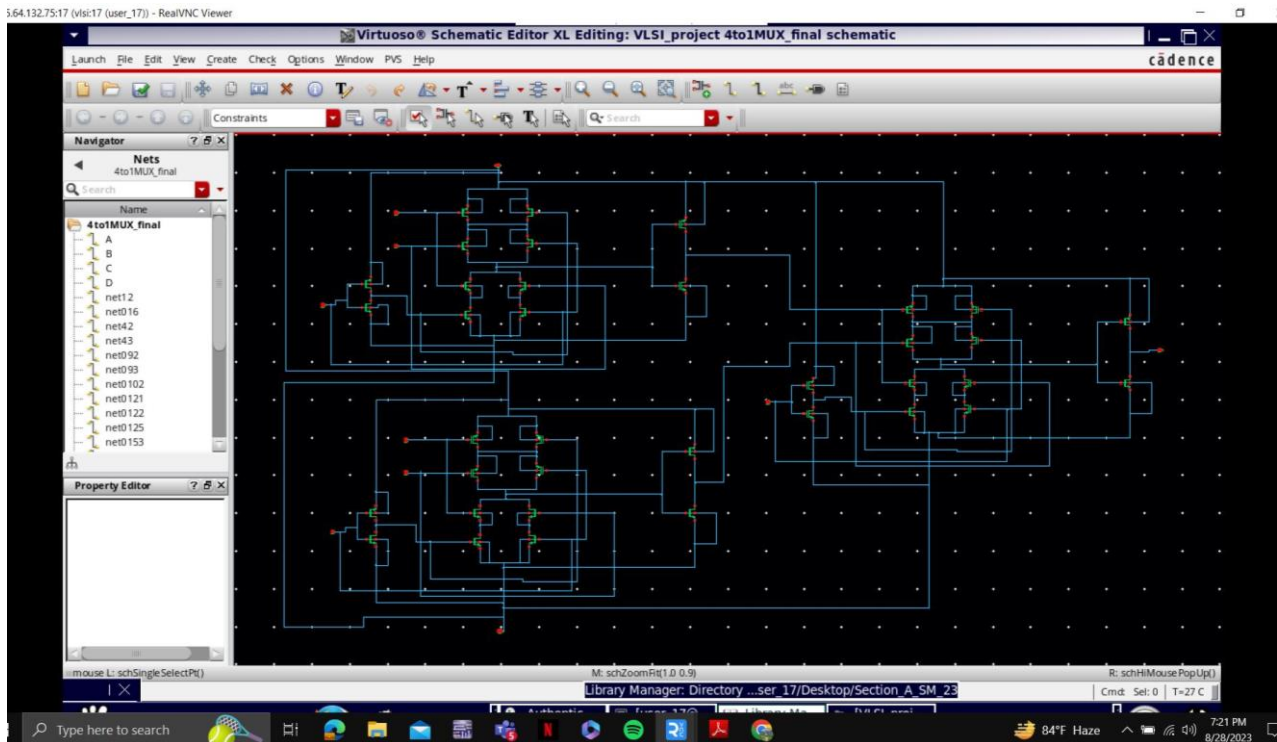 5.64.132.75:17 (vlsi:17 (user_17)) - RealVNC Viewer
Virtuoso® Schematic Editor XL Editing: VLSI_project 4to1MUX_final schematic
Launch File Edit View Create Check Options Window PVS Help
cādence
Constraints
Search
Navigator
Nets
4to1MUX_final
Search
Name
4to1MUX_final
A
B
C
D
net12
net016
net42
net43
net092
net093
net0102
net0121
net0122
net0125
net0153
Property Editor
mouse L: schSingleSelectPt()
M: schZoomFit(1.0 0.9)
R: schHiMousePopUp()
Library Manager: Directory ...ser_17/Desktop/Section_A_SM_23
Cmd: Sel: 0 T=27 C
Type here to search
84°F Haze
7:21 PM
8/28/2023